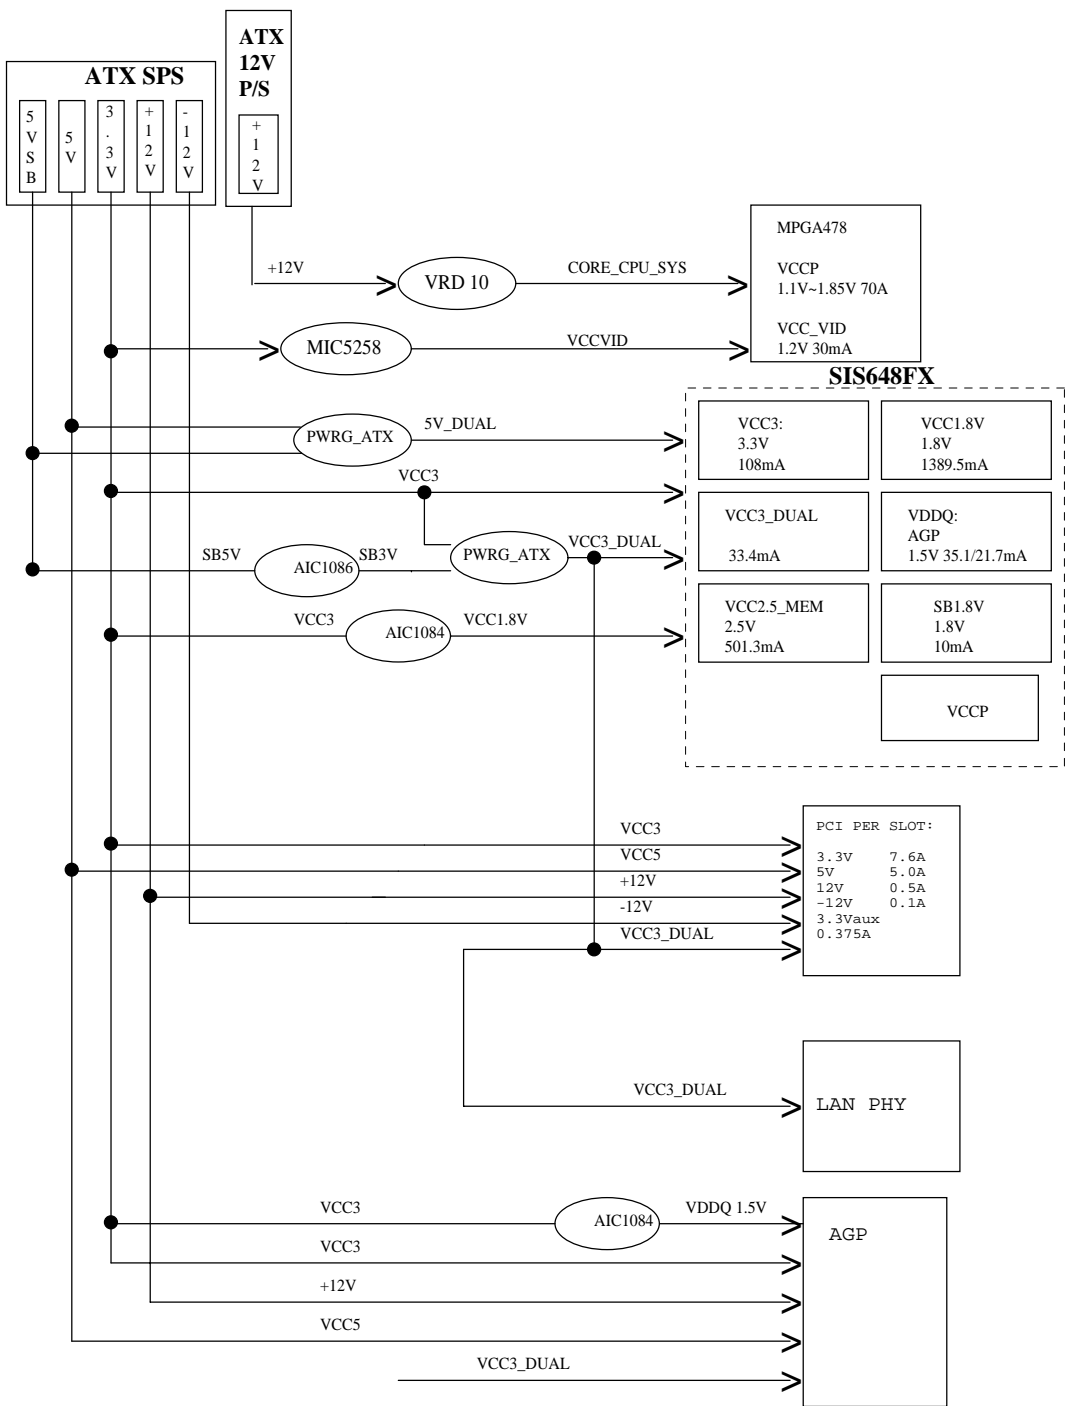 ATX
12V
P/S
+12V
ATX SPS
5VSB
5V
3.3V
+12V
-12V
+12V
VRD 10
CORE_CPU_SYS
MPGA478
VCCP
1.1V~1.85V 70A
VCC_VID
1.2V 30mA
MIC5258
VCCVID
SIS648FX
PWRG_ATX
5V_DUAL
VCC3:
3.3V
108mA
VCC1.8V
1.8V
1389.5mA
VCC3
VCC3_DUAL
33.4mA
VDDQ:
AGP
1.5V 35.1/21.7mA
SB5V
AIC1086
SB3V
PWRG_ATX
VCC3_DUAL
VCC3
AIC1084
VCC1.8V
VCC2.5_MEM
2.5V
501.3mA
SB1.8V
1.8V
10mA
VCCP
VCC3
VCC5
+12V
-12V
VCC3_DUAL
PCI PER SLOT:
3.3V 7.6A
5V 5.0A
12V 0.5A
-12V 0.1A
3.3Vaux
0.375A
VCC3_DUAL
LAN PHY
VCC3
AIC1084
VDDQ 1.5V
AGP
VCC3
+12V
VCC5
VCC3_DUAL